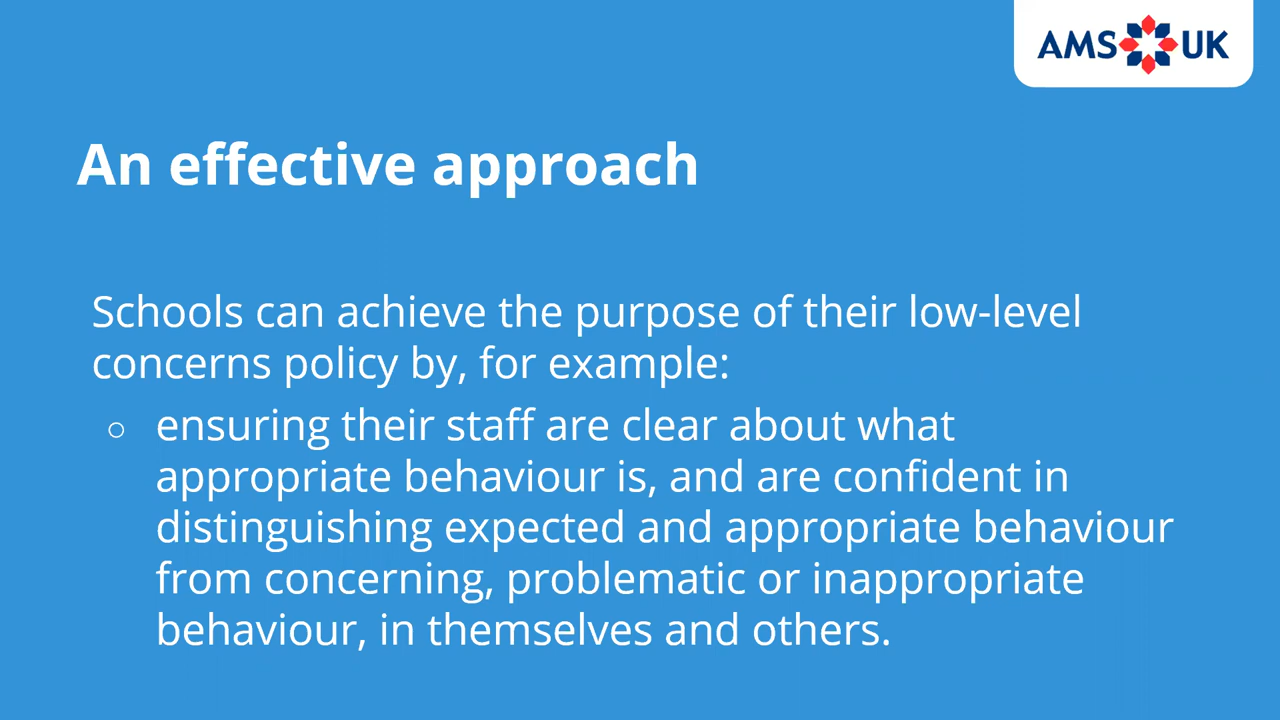 AMS UK
An effective approach
Schools can achieve the purpose of their low-level
concerns policy by, for example:
○ ensuring their staff are clear about what
appropriate behaviour is, and are confident in
distinguishing expected and appropriate behaviour
from concerning, problematic or inappropriate
behaviour, in themselves and others.